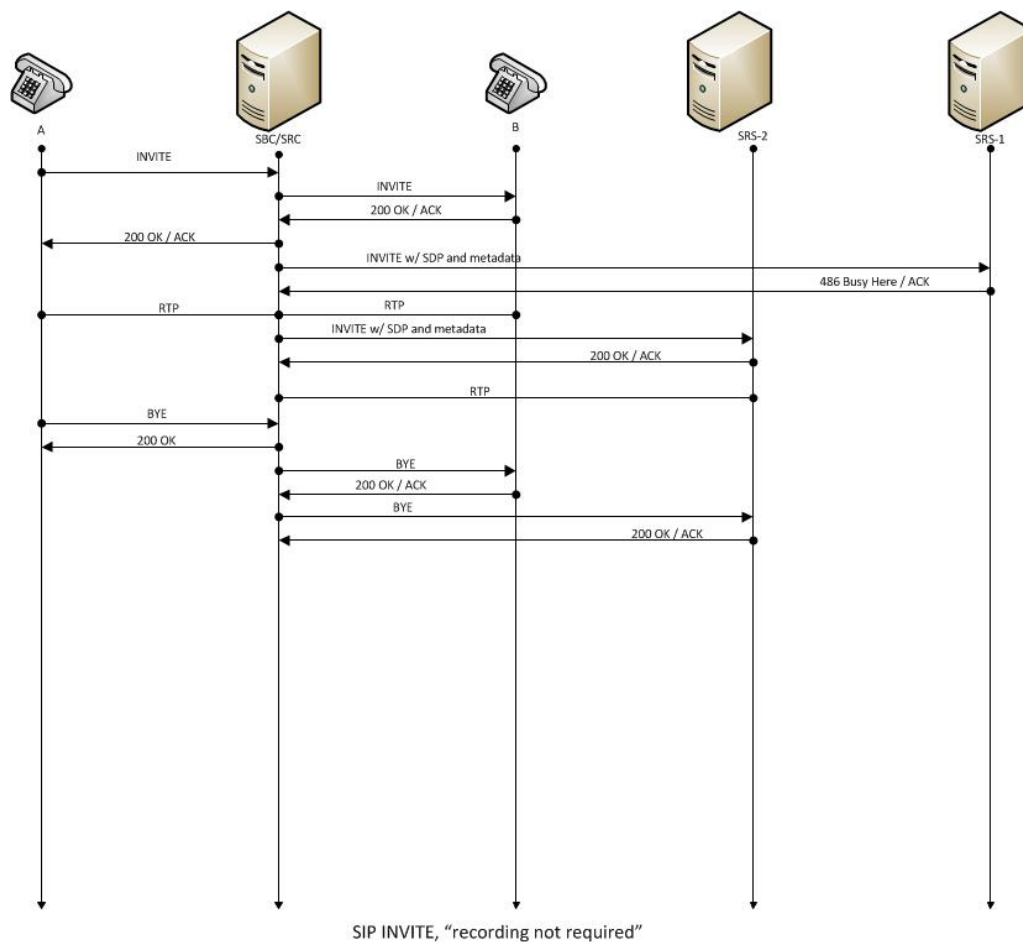 A
SBC/SRC
B
SRS-2
SRS-1
INVITE
INVITE
200 OK / ACK
200 OK / ACK
INVITE w/ SDP and metadata
486 Busy Here / ACK
RTP
RTP
INVITE w/ SDP and metadata
200 OK / ACK
RTP
BYE
200 OK
BYE
200 OK / ACK
BYE
200 OK / ACK
SIP INVITE, “recording not required”